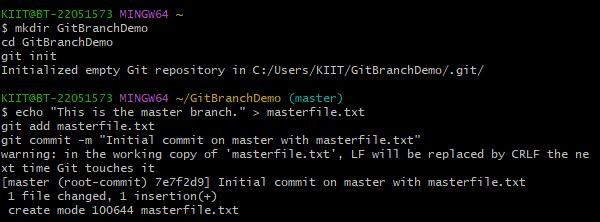 KIIT@BT-22051573 MINGW64 ~
$ mkdir GitBranchDemo
cd GitBranchDemo
git init
Initialized empty Git repository in C:/Users/KIIT/GitBranchDemo/.git/

KIIT@BT-22051573 MINGW64 ~/GitBranchDemo (master)
$ echo "This is the master branch." > masterfile.txt
git add masterfile.txt
git commit -m "Initial commit on master with masterfile.txt"
warning: in the working copy of 'masterfile.txt', LF will be replaced by CRLF the ne
xt time Git touches it
[master (root-commit) 7e7f2d9] Initial commit on master with masterfile.txt
 1 file changed, 1 insertion(+)
 create mode 100644 masterfile.txt